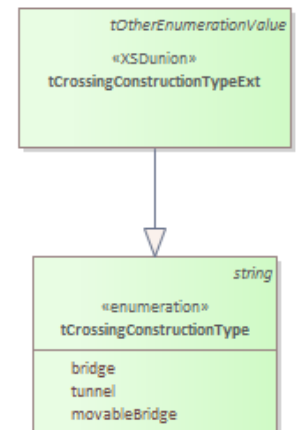 tOtherEnumerationValue
«XSDunion»
tCrossingConstructionTypeExt
string
«enumeration»
tCrossingConstructionType
bridge
tunnel
movableBridge